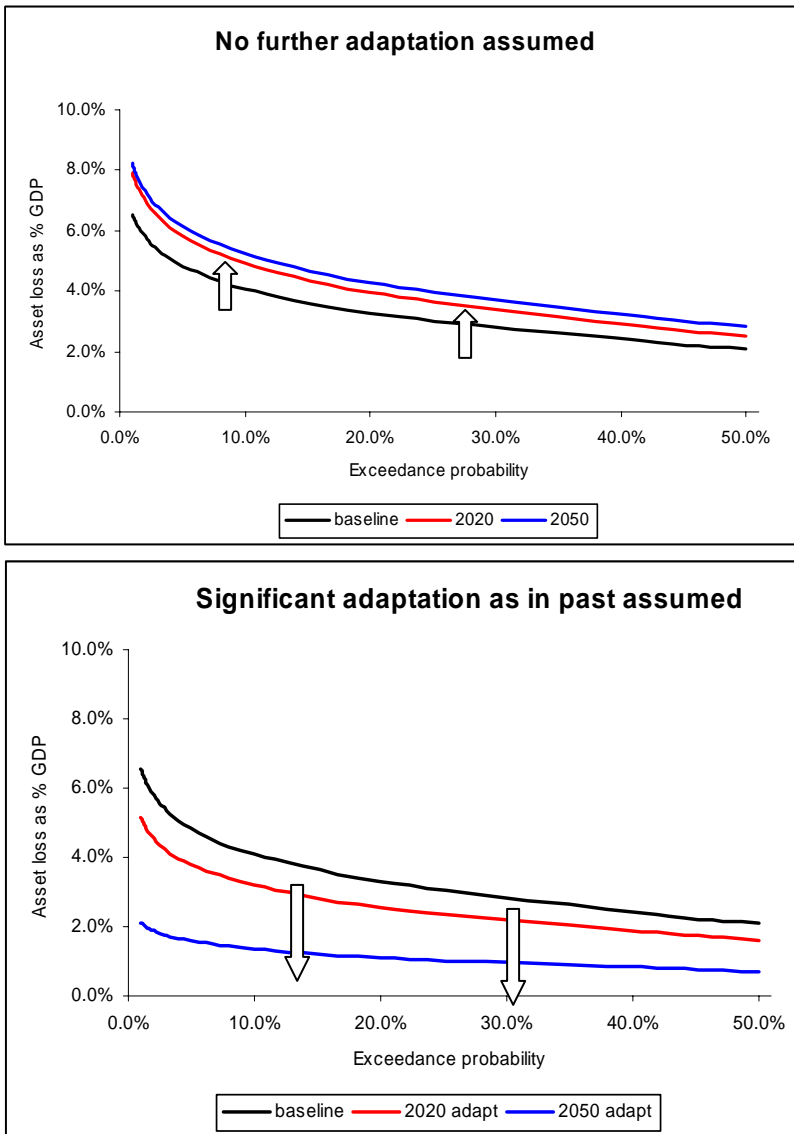 No further adaptation assumed
10.0%
8.0%
6.0%
4.0%
2.0%
0.0%
Asset loss as % GDP
0.0% 10.0% 20.0% 30.0% 40.0% 50.0%
Exceedance probability
baseline 2020 2050
Significant adaptation as in past assumed
10.0%
8.0%
6.0%
4.0%
2.0%
0.0%
Asset loss as % GDP
0.0% 10.0% 20.0% 30.0% 40.0% 50.0%
Exceedance probability
baseline 2020 adapt 2050 adapt